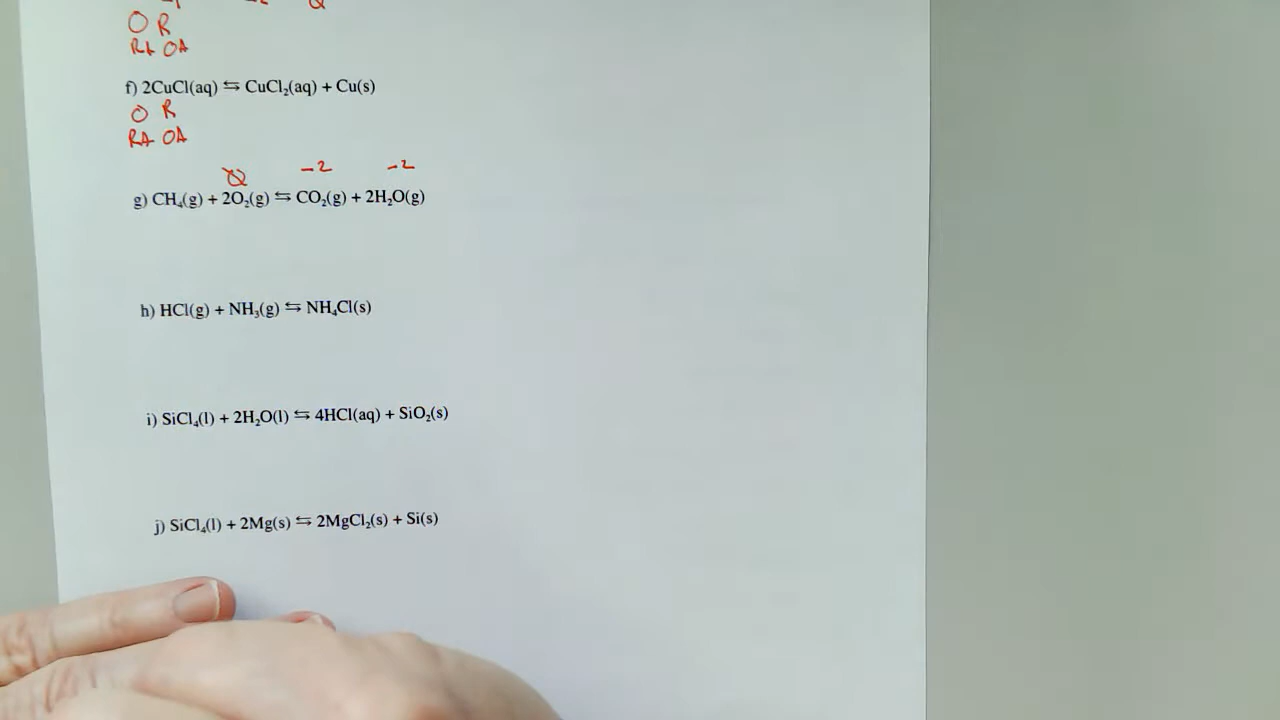 O R
RA OA
f) 2CuCl(aq) ⇆ CuCl₂(aq) + Cu(s)
O R
RA OA
-2 -2
g) CH₄(g) + 2O₂(g) ⇆ CO₂(g) + 2H₂O(g)
h) HCl(g) + NH₃(g) ⇆ NH₄Cl(s)
i) SiCl₄(l) + 2H₂O(l) ⇆ 4HCl(aq) + SiO₂(s)
j) SiCl₄(l) + 2Mg(s) ⇆ 2MgCl₂(s) + Si(s)